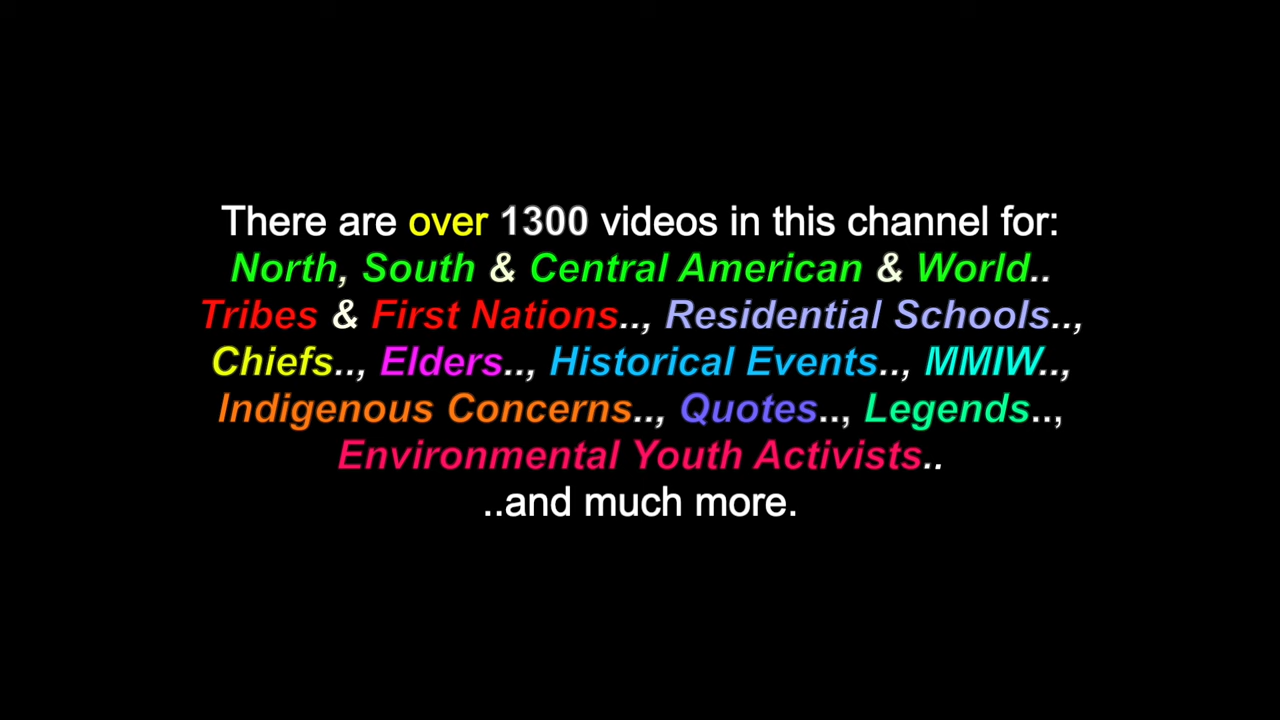 There are over 1300 videos in this channel for:
North, South & Central American & World..
Tribes & First Nations.., Residential Schools..,
Chiefs.., Elders.., Historical Events.., MMIW..,
Indigenous Concerns.., Quotes.., Legends..,
Environmental Youth Activists..
..and much more.